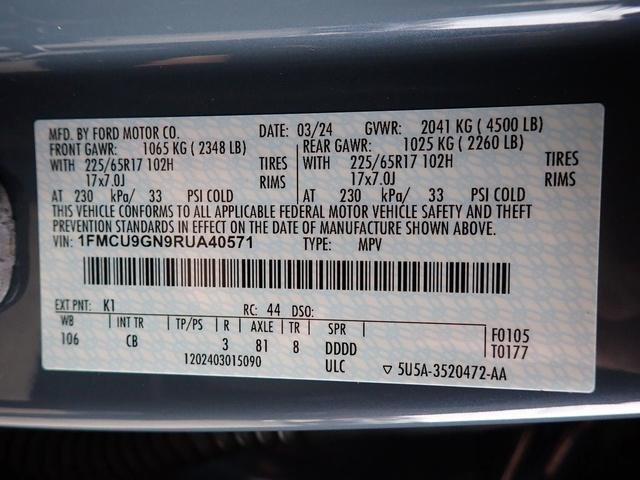 MFD. BY FORD MOTOR CO. DATE: 03/24 GVWR: 2041 KG ( 4500 LB)
FRONT GAWR: 1065 KG ( 2348 LB) REAR GAWR: 1025 KG ( 2260 LB)
WITH 225/65R17 102H TIRES WITH 225/65R17 102H TIRES
17x7.0J RIMS 17x7.0J RIMS
AT 230 kPa/ 33 PSI COLD AT 230 kPa/ 33 PSI COLD
THIS VEHICLE CONFORMS TO ALL APPLICABLE FEDERAL MOTOR VEHICLE SAFETY AND THEFT
PREVENTION STANDARDS IN EFFECT ON THE DATE OF MANUFACTURE SHOWN ABOVE.
VIN: 1FMCU9GN9RUA40571 TYPE: MPV
EXT PNT: K1 RC: 44 DSO:
WB INT TR TP/PS R AXLE TR SPR F0105
106 CB 3 81 8 DDDD T0177
1202403015090 ULC ▽ 5U5A-3520472-AA